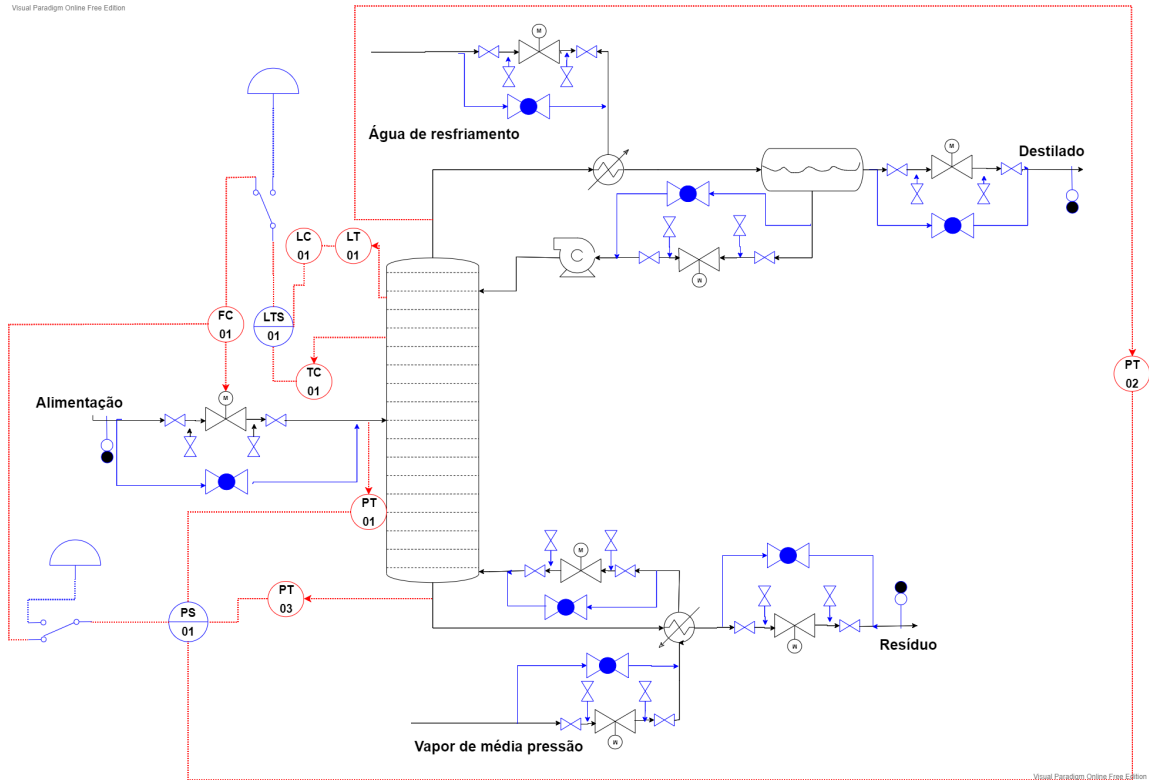 Visual Paradigm Online Free Edition
M
Água de resfriamento
M
Destilado
LC
01
LT
01
C
M
FC
01
LTS
01
PT
02
TC
01
M
Alimentação
PT
01
M
PT
03
PS
01
M
Resíduo
M
Vapor de média pressão
Visual Paradigm Online Free Edition